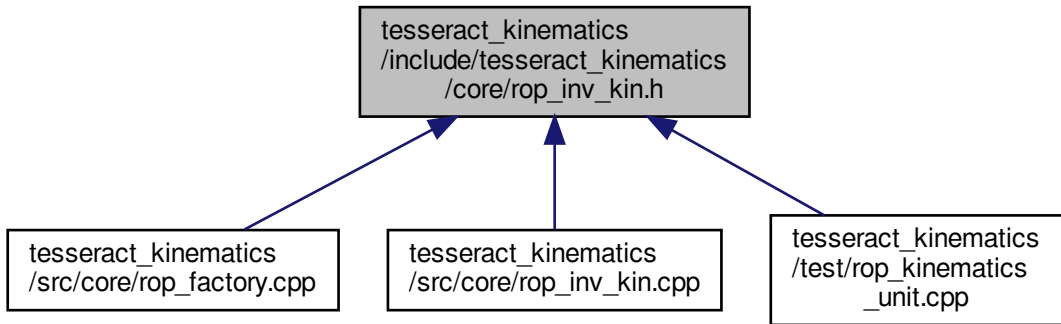 tesseract_kinematics
/include/tesseract_kinematics
/core/rop_inv_kin.h
tesseract_kinematics
/src/core/rop_factory.cpp
tesseract_kinematics
/src/core/rop_inv_kin.cpp
tesseract_kinematics
/test/rop_kinematics
_unit.cpp